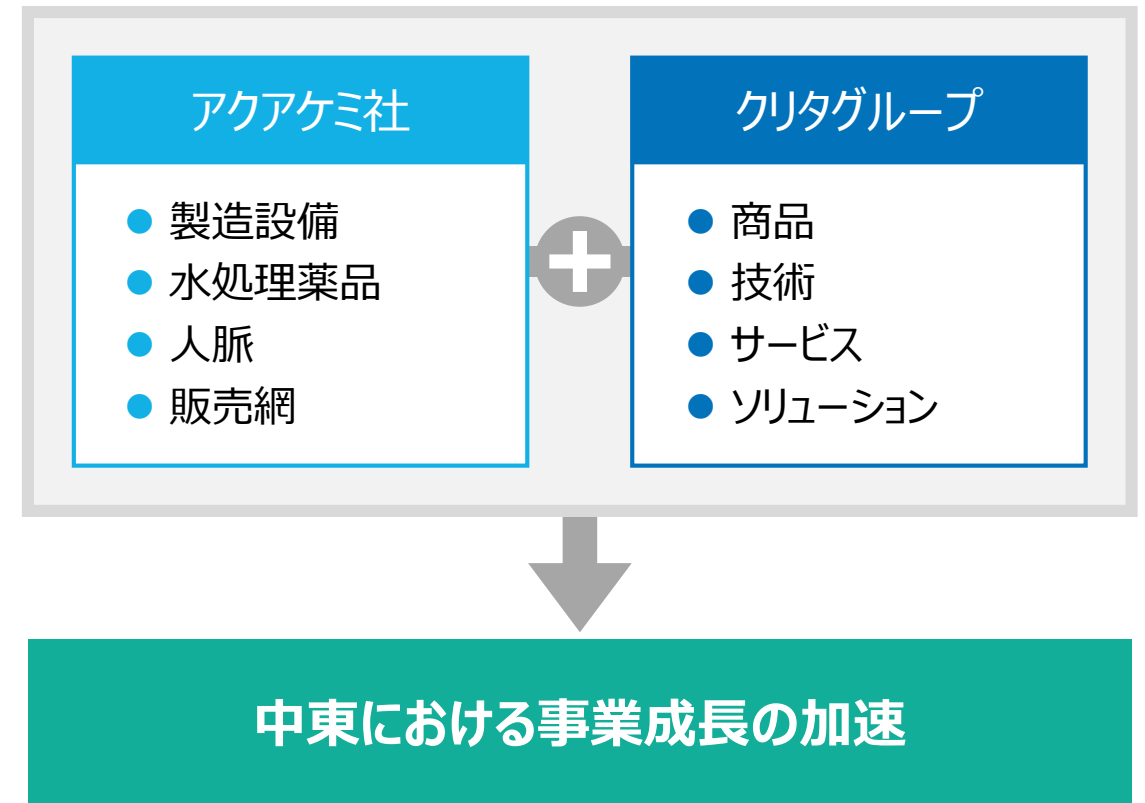 アクアケミ社
● 製造設備
● 水処理薬品
● 人脈
● 販売網
クリタグループ
● 商品
● 技術
● サービス
● ソリューション
中東における事業成長の加速